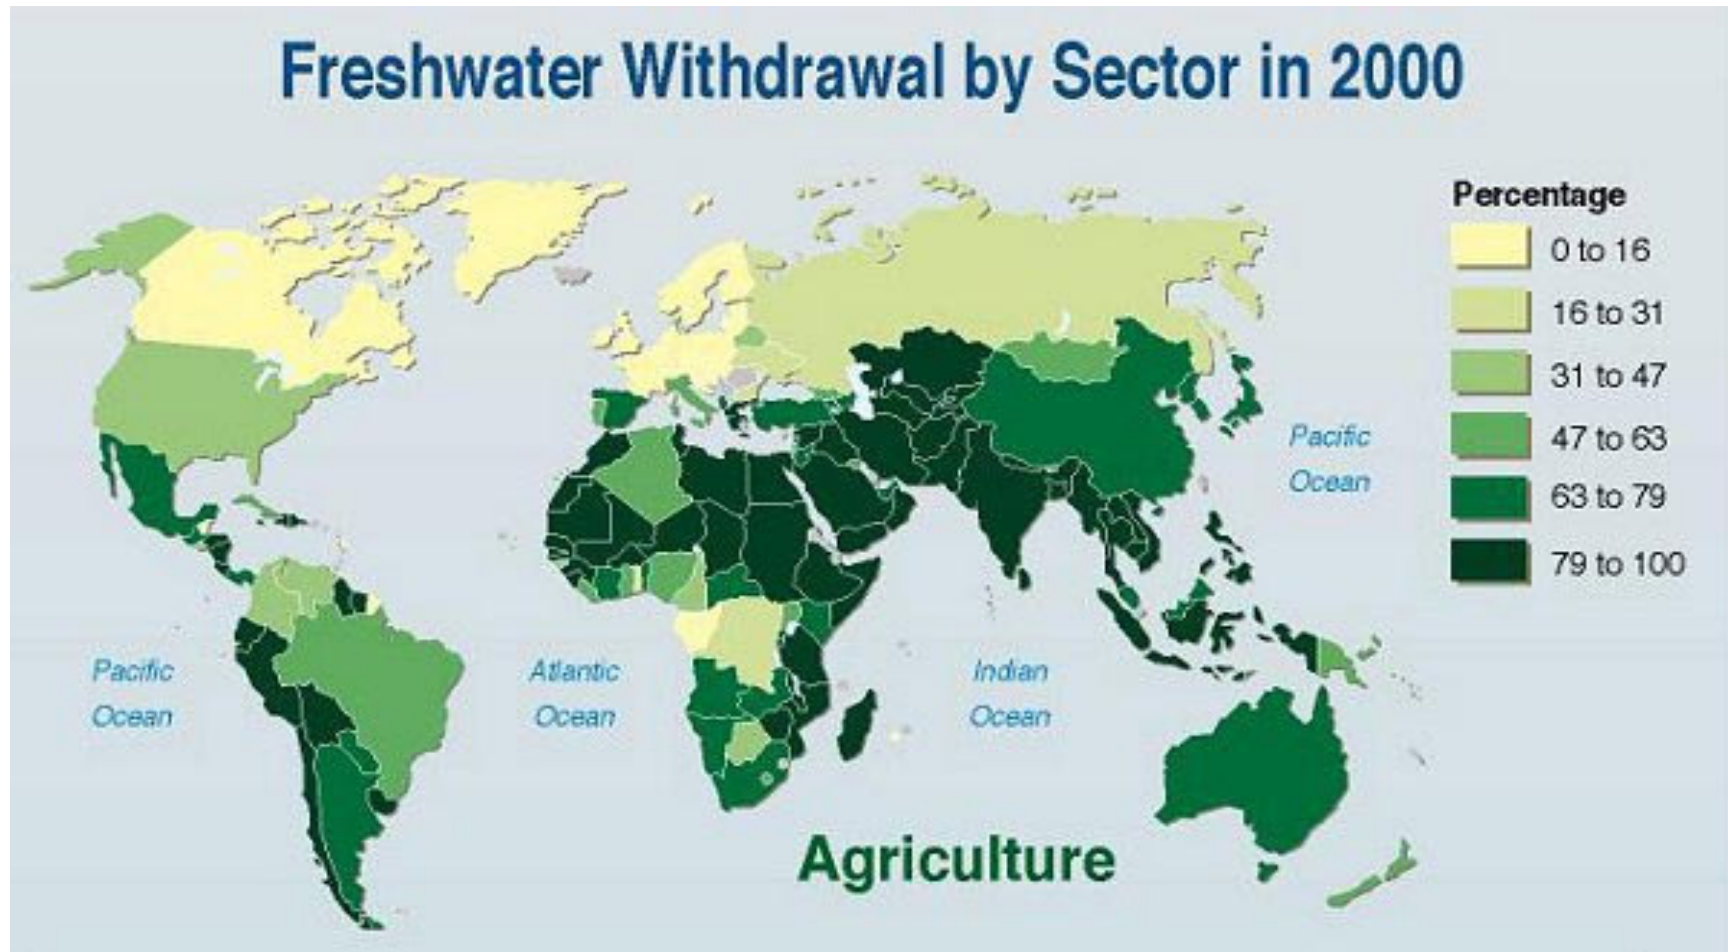 Freshwater Withdrawal by Sector in 2000
Percentage
0 to 16
16 to 31
31 to 47
47 to 63
63 to 79
79 to 100
Pacific
Ocean
Pacific
Ocean
Atlantic
Ocean
Indian
Ocean
Agriculture